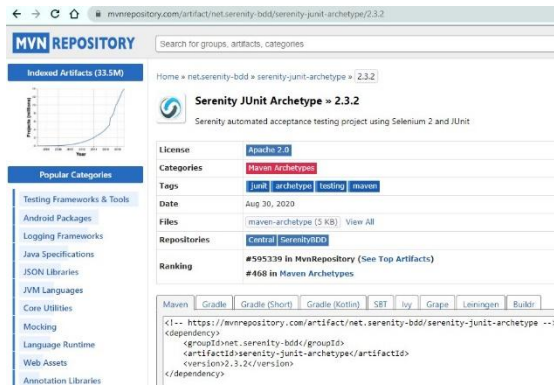 mvnrepository.com/artifact/net.serenity-bdd/serenity-junit-archetype/2.3.2
MVN REPOSITORY
Search for groups, artifacts, categories
Indexed Artifacts (33.5M)
Projects (millions)
Year
Popular Categories
Testing Frameworks & Tools
Android Packages
Logging Frameworks
Java Specifications
JSON Libraries
JVM Languages
Core Utilities
Mocking
Language Runtime
Web Assets
Annotation Libraries
Home » net.serenity-bdd » serenity-junit-archetype » 2.3.2
Serenity JUnit Archetype » 2.3.2
Serenity automated acceptance testing project using Selenium 2 and JUnit
License Apache 2.0
Categories Maven Archetypes
Tags junit archetype testing maven
Date Aug 30, 2020
Files maven-archetype (5 KB) View All
Repositories Central SerenityBDD
Ranking #595339 in MvnRepository (See Top Artifacts)
#468 in Maven Archetypes
Maven Gradle Gradle (Short) Gradle (Kotlin) SBT Ivy Grape Leiningen Buildr
<!-- https://mvnrepository.com/artifact/net.serenity-bdd/serenity-junit-archetype --
<dependency>
<groupId>net.serenity-bdd</groupId>
<artifactId>serenity-junit-archetype</artifactId>
<version>2.3.2</version>
</dependency>